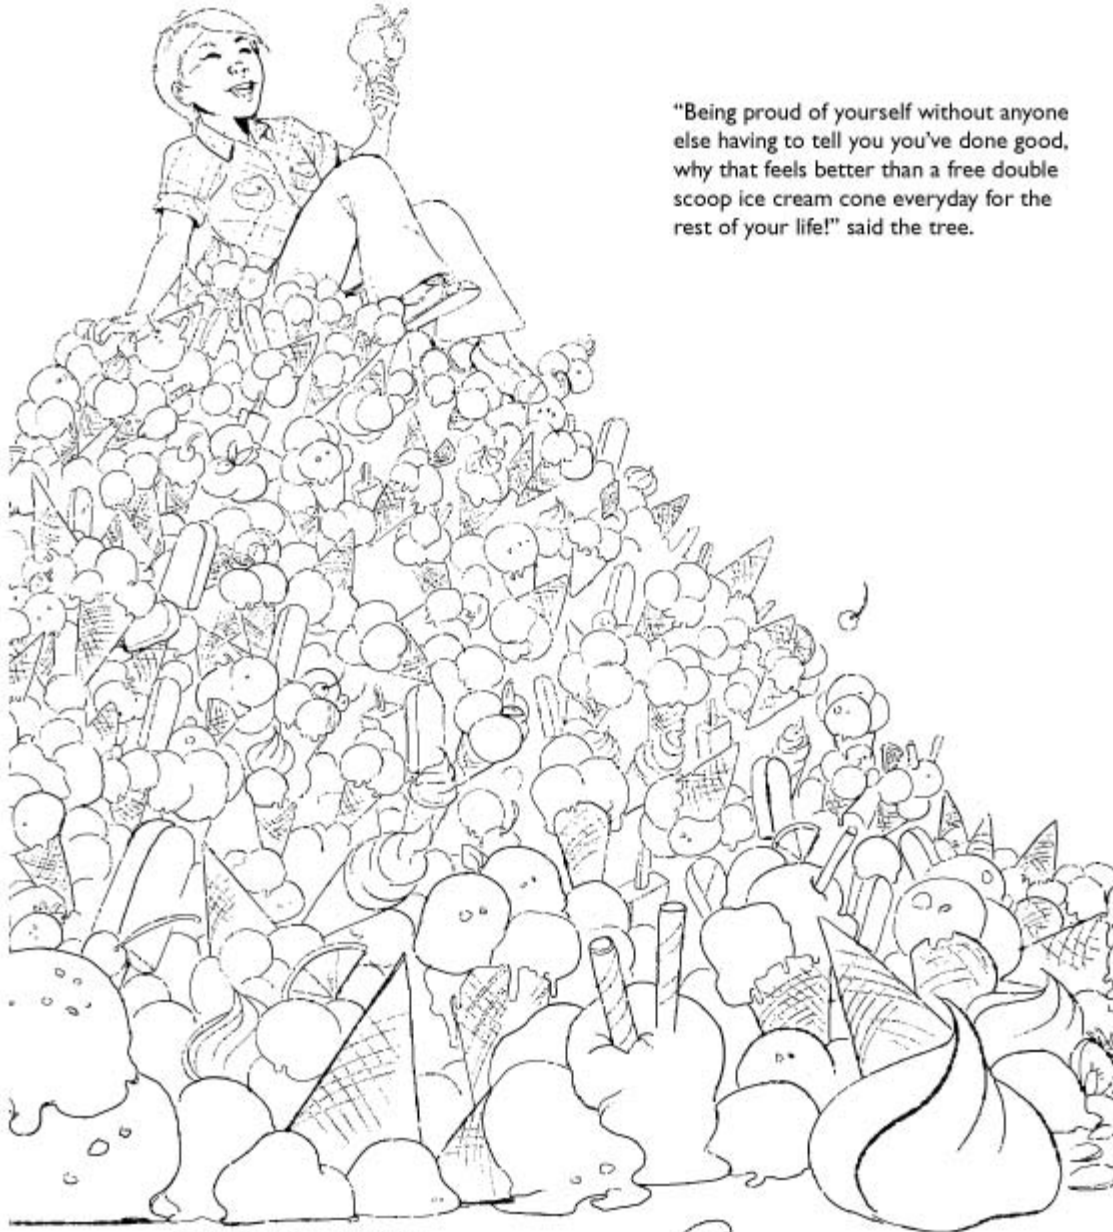 “Being proud of yourself without anyone
else having to tell you you’ve done good,
why that feels better than a free double
scoop ice cream cone everyday for the
rest of your life!” said the tree.